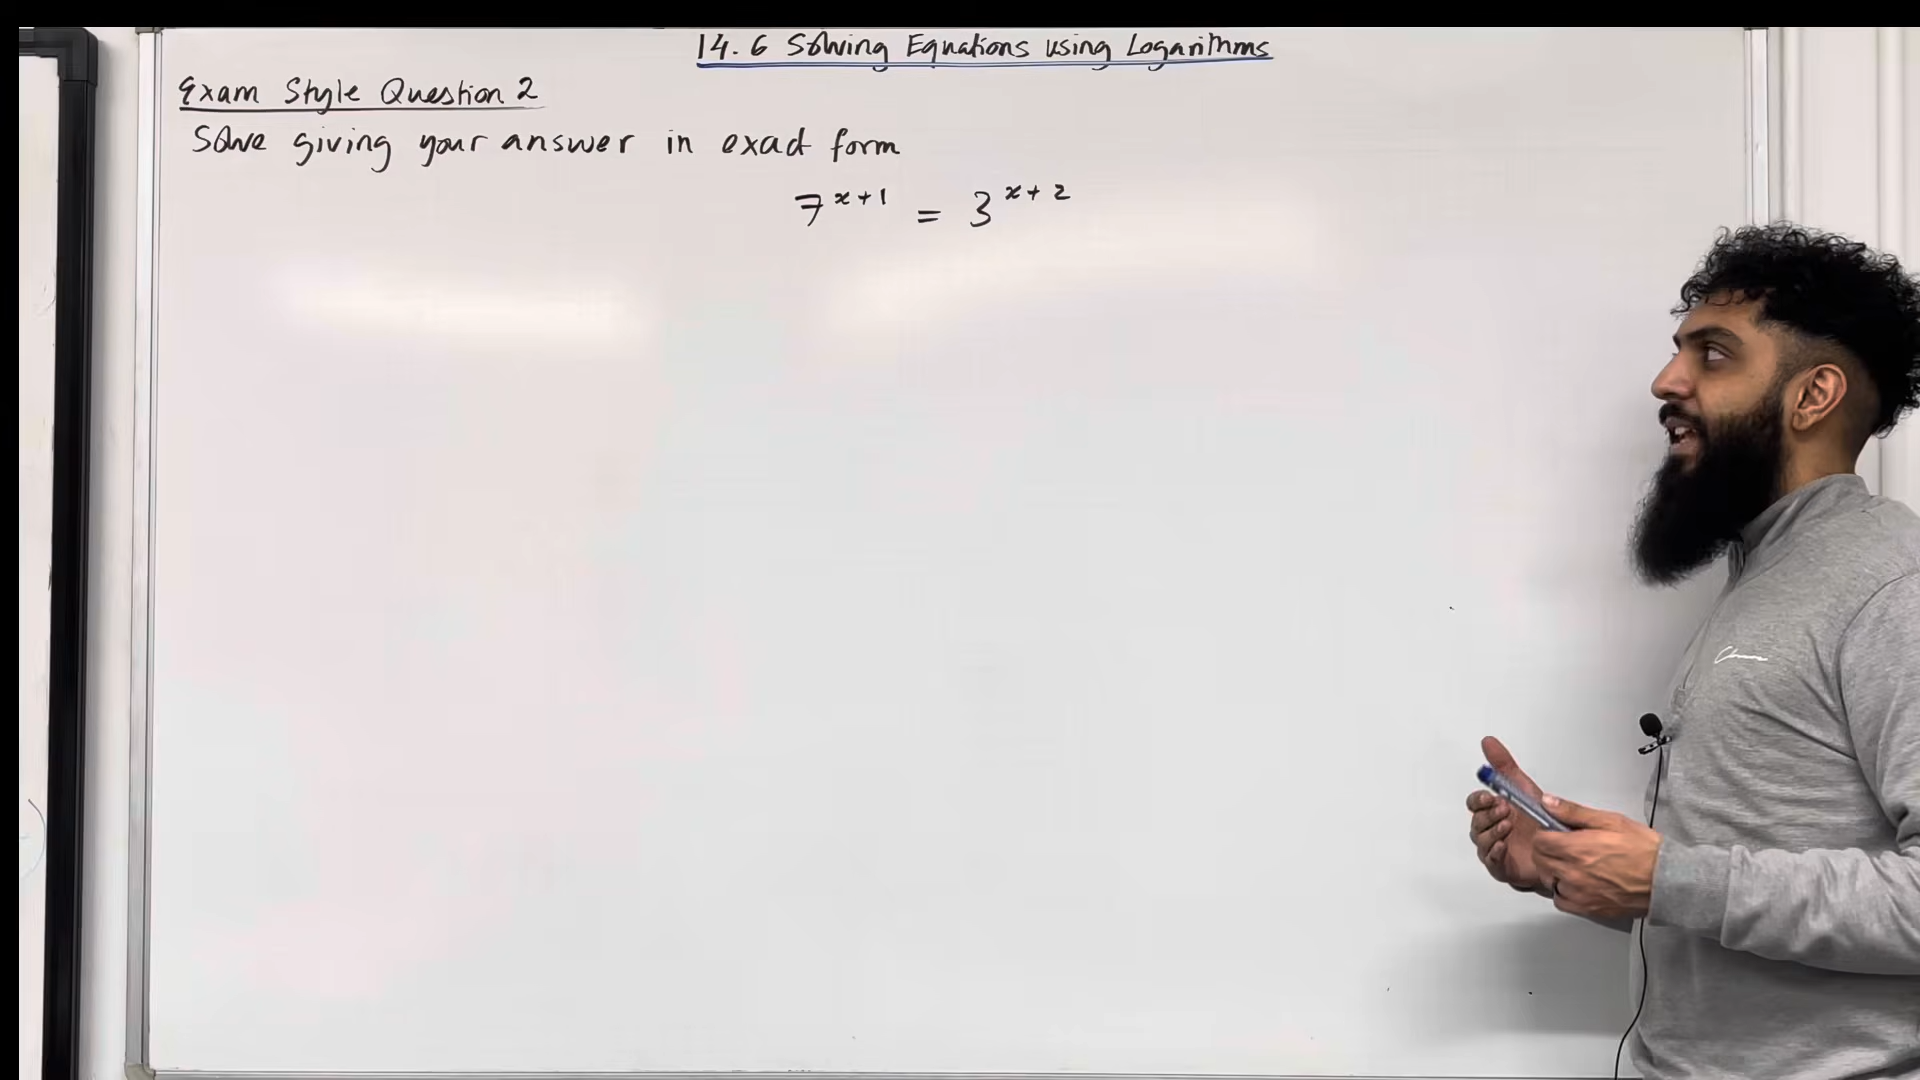 14.6 Solving Equations using Logarithms
Exam Style Question 2
Solve giving your answer in exact form
7^{x+1} = 3^{x+2}